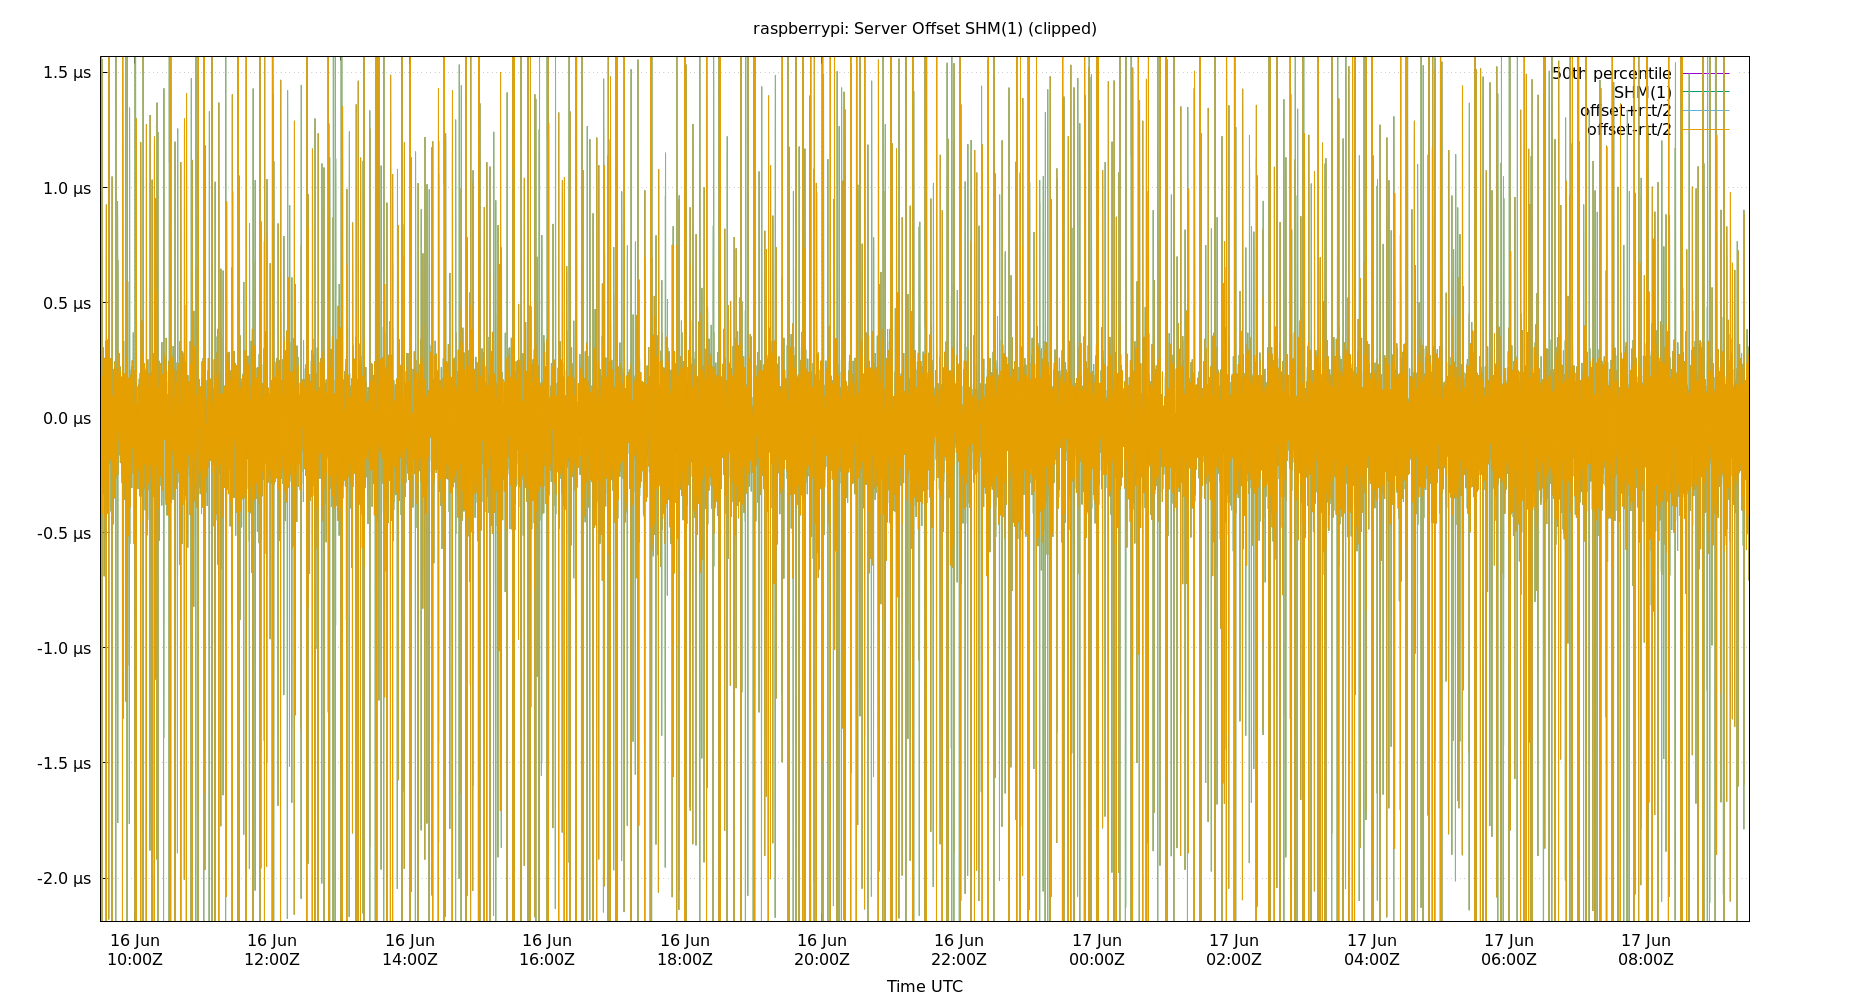 raspberrypi: Server Offset SHM(1) (clipped)
1.5 µs
1.0 µs
0.5 µs
0.0 µs
-0.5 µs
-1.0 µs
-1.5 µs
-2.0 µs
50th percentile
SHM(1)
offset+rtt/2
offset-rtt/2
16 Jun 16 Jun 16 Jun 16 Jun 16 Jun 16 Jun 16 Jun 17 Jun 17 Jun 17 Jun 17 Jun 17 Jun
10:00Z 12:00Z 14:00Z 16:00Z 18:00Z 20:00Z 22:00Z 00:00Z 02:00Z 04:00Z 06:00Z 08:00Z
Time UTC